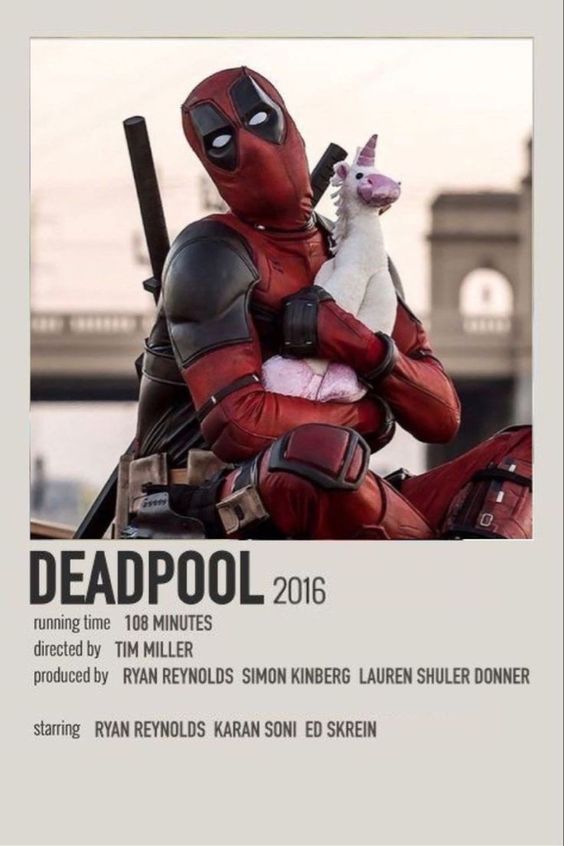 DEADPOOL 2016
running time 108 MINUTES
directed by TIM MILLER
produced by RYAN REYNOLDS SIMON KINBERG LAUREN SHULER DONNER
starring RYAN REYNOLDS KARAN SONI ED SKREIN